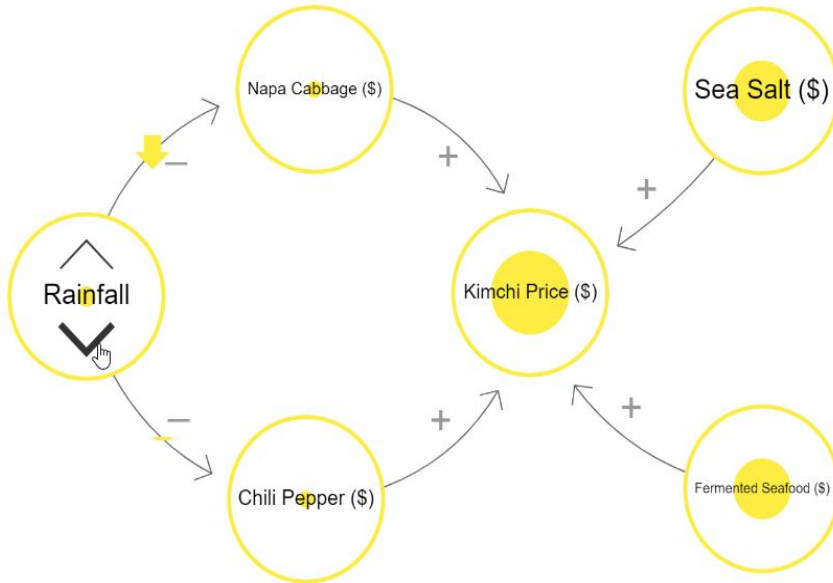 Napa Cabbage ($)
Sea Salt ($)
−
+
+
Rainfall
Kimchi Price ($)
−
+
+
Chili Pepper ($)
Fermented Seafood ($)